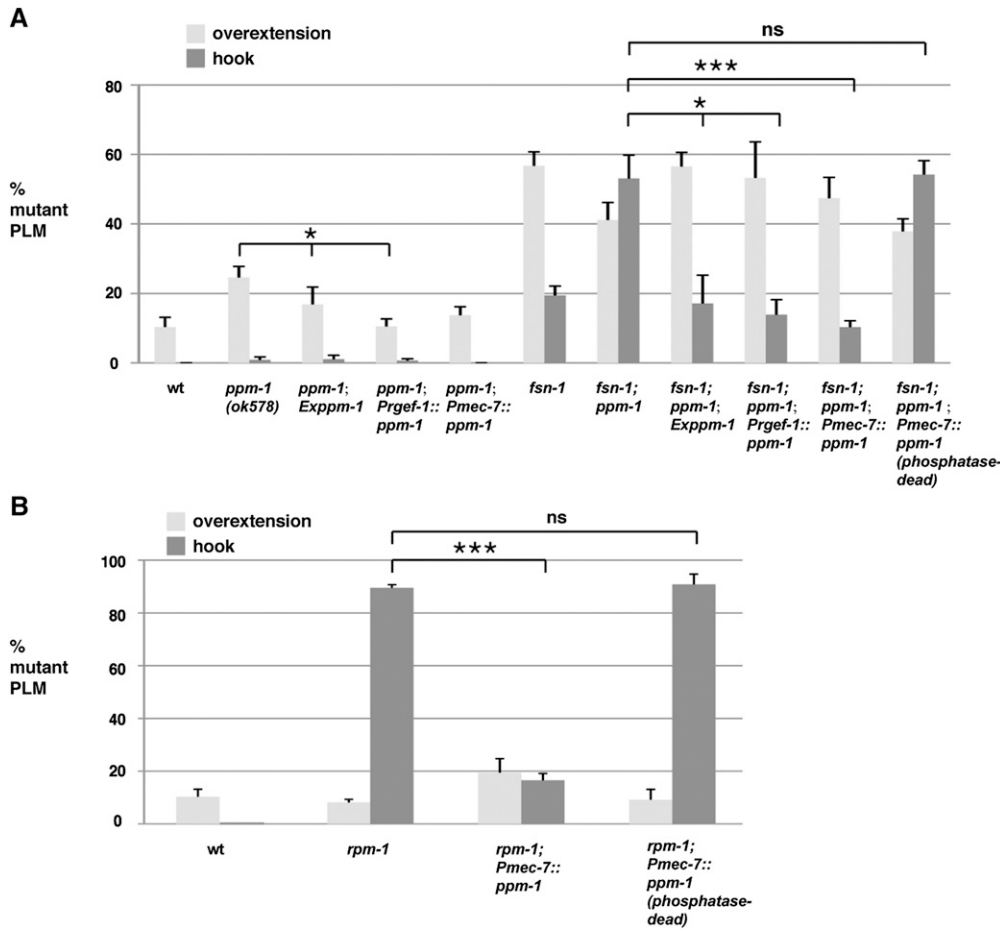 A
overextension
hook
ns
***
*
*
80
60
40
20
0
%
mutant
PLM
wt
ppm-1
(ok578)
ppm-1;
Exppm-1
ppm-1;
Prgef-1::
ppm-1
ppm-1;
Pmec-7::
ppm-1
fsn-1
fsn-1;
ppm-1
fsn-1;
ppm-1;
Exppm-1
fsn-1;
ppm-1;
Prgef-1::
ppm-1
fsn-1;
ppm-1;
Pmec-7::
ppm-1
fsn-1;
ppm-1 ;
Pmec-7::
ppm-1
(phosphatase-
dead)
B
overextension
hook
ns
***
100
80
60
40
20
0
%
mutant
PLM
wt
rpm-1
rpm-1;
Pmec-7::
ppm-1
rpm-1;
Pmec-7::
ppm-1
(phosphatase-
dead)